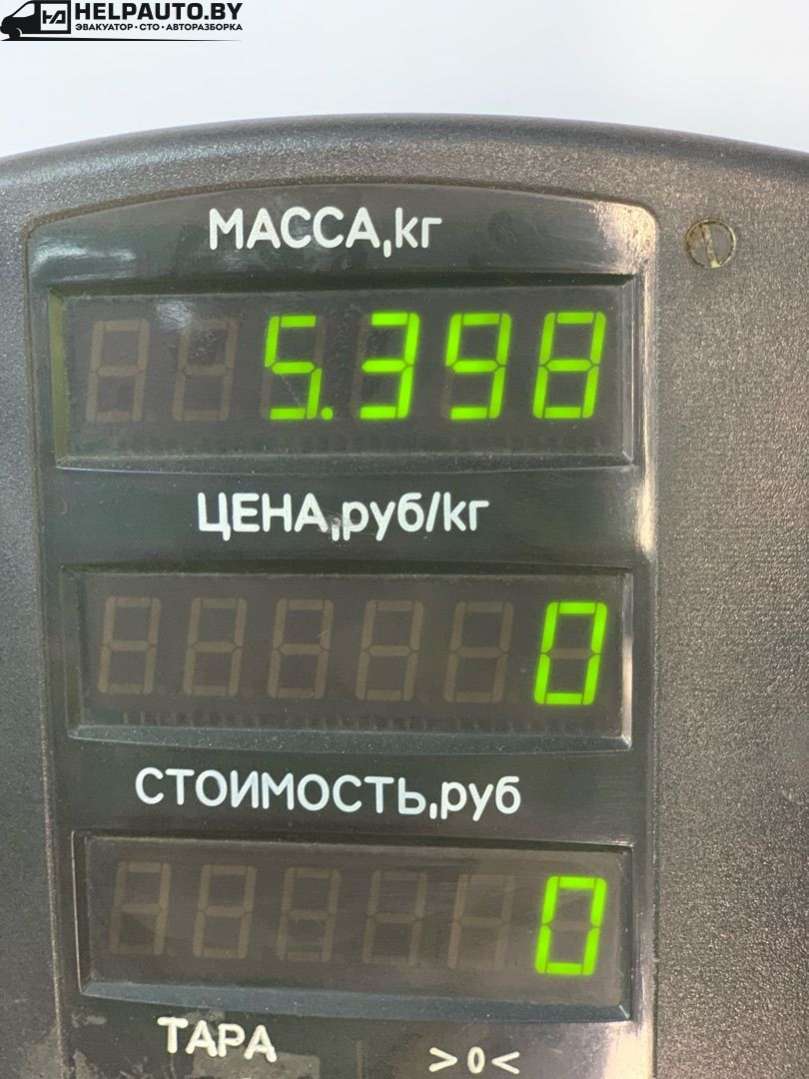 HELPAUTO.BY
ЭВАКУАТОР · СТО · АВТОРАЗБОРКА
МАССА,кг
5.398
ЦЕНА,руб/кг
0
СТОИМОСТЬ,руб
0
ТАРА >0<